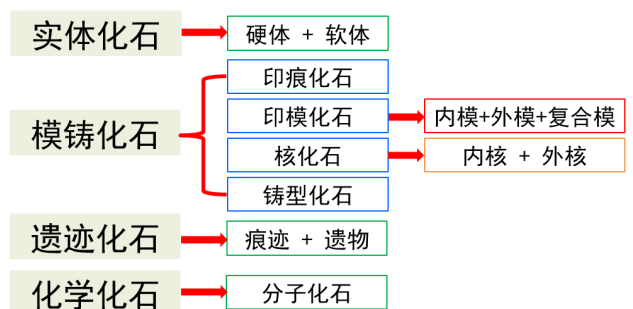 实体化石
硬体 + 软体
印痕化石
模铸化石
印模化石
内模+外模+复合模
核化石
内核 + 外核
铸型化石
遗迹化石
痕迹 + 遗物
化学化石
分子化石